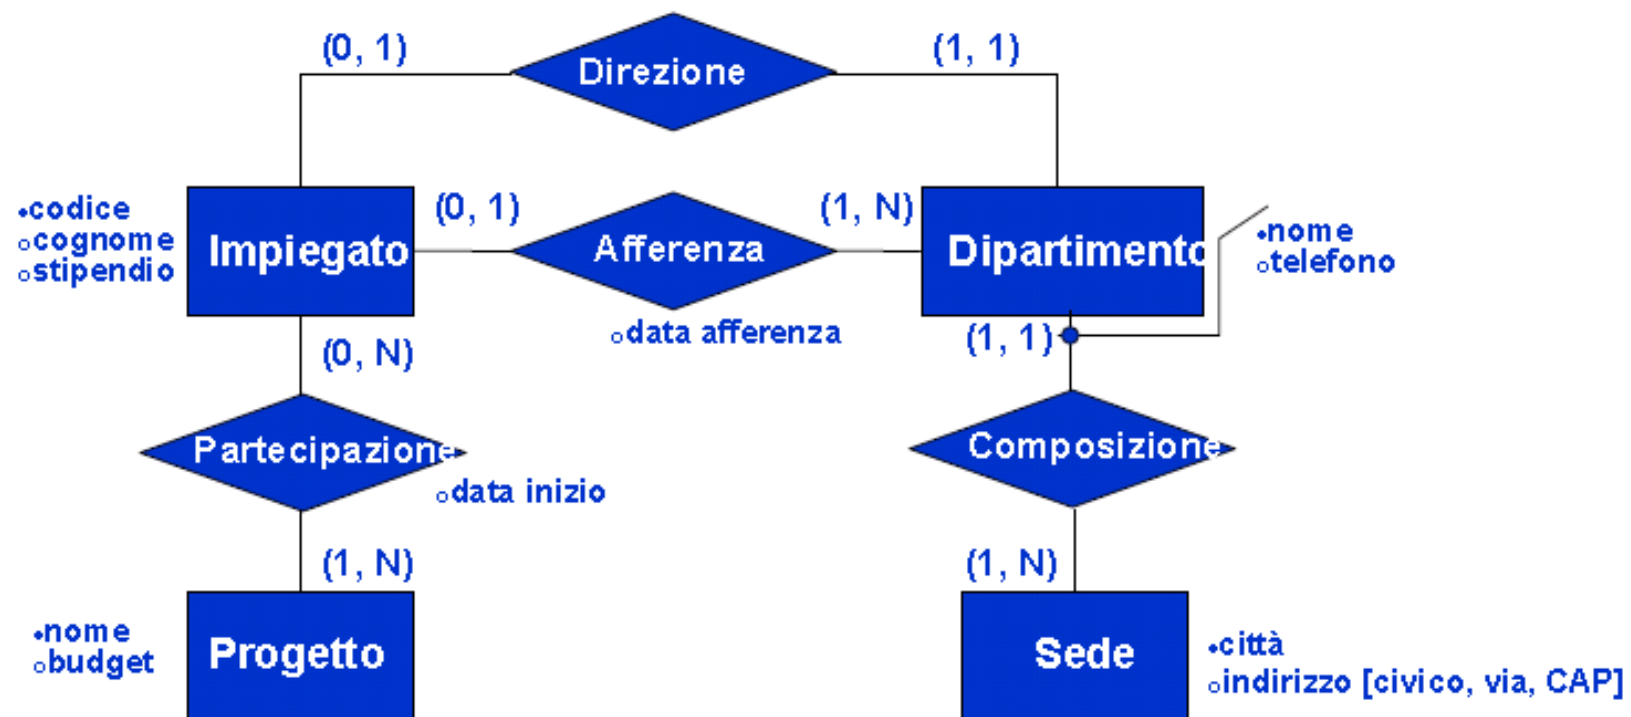 (0, 1)
Direzione
(1, 1)
•codice
○cognome
○stipendio
Impiegato
(0, 1)
Afferenza
(1, N)
Dipartimento
•nome
○telefono
○data afferenza
(0, N)
(1, 1)
Partecipazione
Composizione
○data inizio
(1, N)
(1, N)
•nome
○budget
Progetto
Sede
•città
○indirizzo [civico, via, CAP]